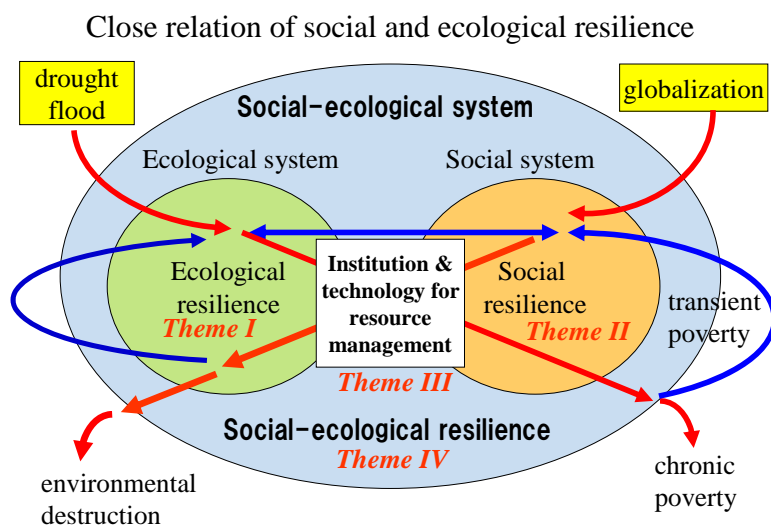 Close relation of social and ecological resilience
drought
flood
globalization
Social-ecological system
Ecological system
Social system
Ecological
resilience
Theme I
Institution &
technology for
resource
management
Social
resilience
Theme II
transient
poverty
Theme III
Social-ecological resilience
Theme IV
environmental
destruction
chronic
poverty